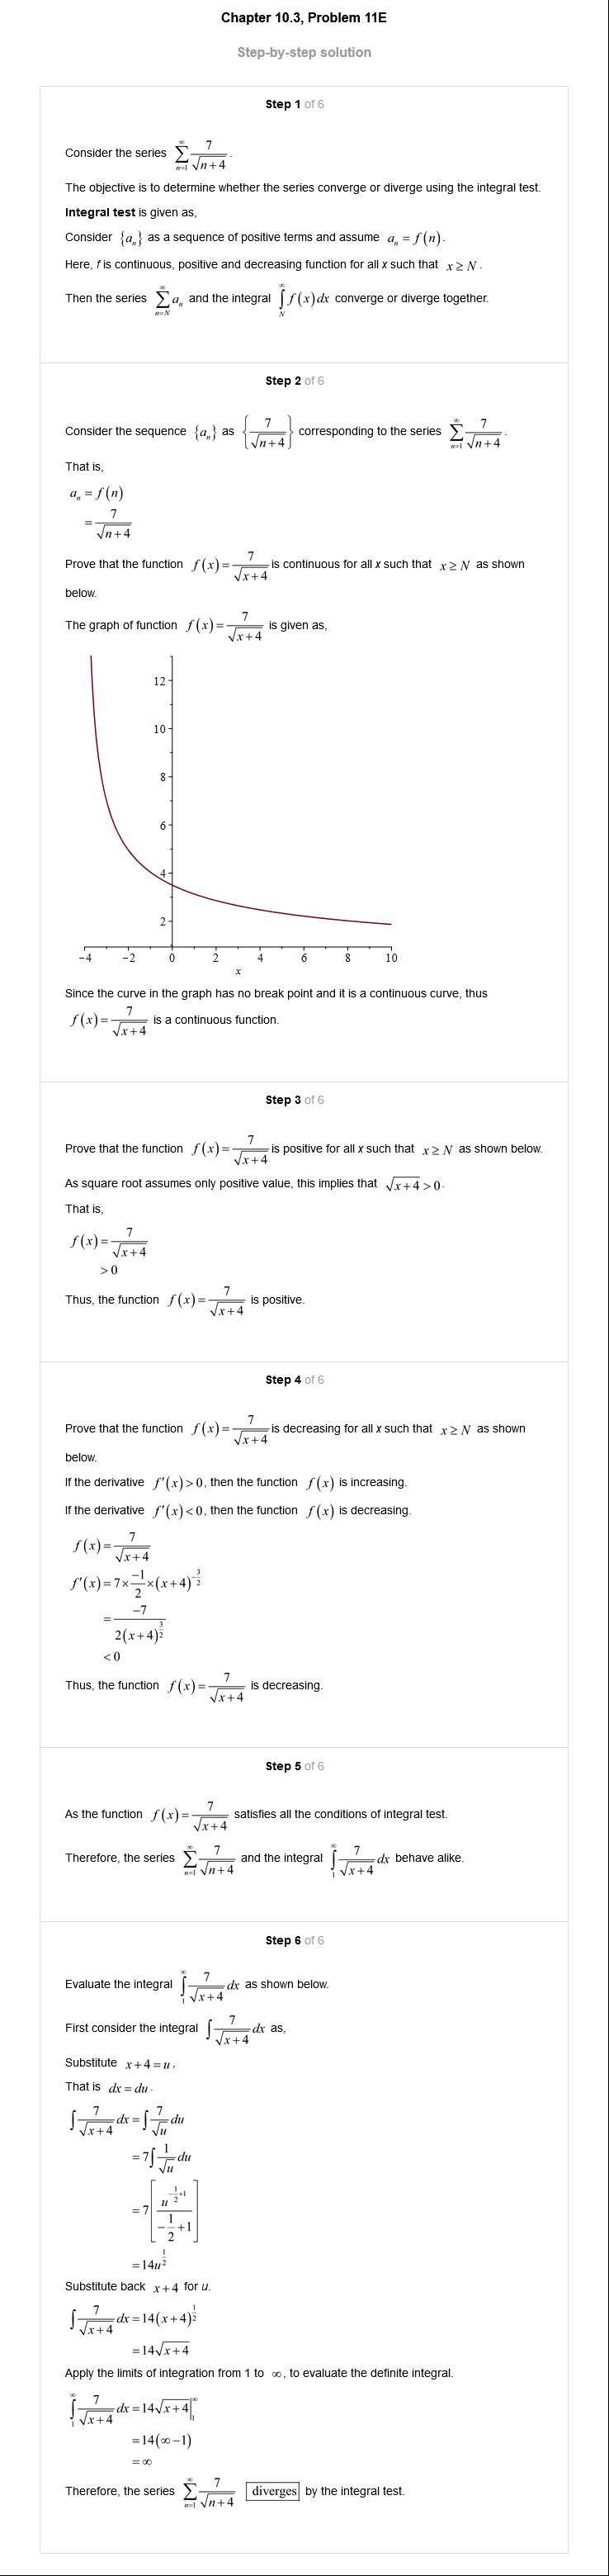 Chapter 10.3, Problem 11E
Step-by-step solution
Step 1 of 6
Consider the series $\sum_{n=1}^{\infty}\frac{7}{\sqrt{n+4}}$.
The objective is to determine whether the series converge or diverge using the integral test.
Integral test is given as,
Consider $\{a_n\}$ as a sequence of positive terms and assume $a_n=f(n)$.
Here, f is continuous, positive and decreasing function for all x such that $x\geq N$.
Then the series $\sum_{n=N}^{\infty}a_n$ and the integral $\int_{N}^{\infty}f(x)dx$ converge or diverge together.
Step 2 of 6
Consider the sequence $\{a_n\}$ as $\left\{\frac{7}{\sqrt{n+4}}\right\}$ corresponding to the series $\sum_{n=1}^{\infty}\frac{7}{\sqrt{n+4}}$.
That is,
$a_n=f(n)$
$=\frac{7}{\sqrt{n+4}}$
Prove that the function $f(x)=\frac{7}{\sqrt{x+4}}$ is continuous for all x such that $x\geq N$ as shown
below.
The graph of function $f(x)=\frac{7}{\sqrt{x+4}}$ is given as,
12
10
8
6
4
2
-4 -2 0 2 4 6 8 10
x
Since the curve in the graph has no break point and it is a continuous curve, thus
$f(x)=\frac{7}{\sqrt{x+4}}$ is a continuous function.
Step 3 of 6
Prove that the function $f(x)=\frac{7}{\sqrt{x+4}}$ is positive for all x such that $x\geq N$ as shown below.
As square root assumes only positive value, this implies that $\sqrt{x+4}>0$.
That is,
$f(x)=\frac{7}{\sqrt{x+4}}$
$>0$
Thus, the function $f(x)=\frac{7}{\sqrt{x+4}}$ is positive.
Step 4 of 6
Prove that the function $f(x)=\frac{7}{\sqrt{x+4}}$ is decreasing for all x such that $x\geq N$ as shown
below.
If the derivative $f'(x)>0$, then the function $f(x)$ is increasing.
If the derivative $f'(x)<0$, then the function $f(x)$ is decreasing.
$f(x)=\frac{7}{\sqrt{x+4}}$
$f'(x)=7\times\frac{-1}{2}\times(x+4)^{-\frac{3}{2}}$
$=\frac{-7}{2(x+4)^{\frac{3}{2}}}$
$<0$
Thus, the function $f(x)=\frac{7}{\sqrt{x+4}}$ is decreasing.
Step 5 of 6
As the function $f(x)=\frac{7}{\sqrt{x+4}}$ satisfies all the conditions of integral test.
Therefore, the series $\sum_{n=1}^{\infty}\frac{7}{\sqrt{n+4}}$ and the integral $\int_{1}^{\infty}\frac{7}{\sqrt{x+4}}dx$ behave alike.
Step 6 of 6
Evaluate the integral $\int_{1}^{\infty}\frac{7}{\sqrt{x+4}}dx$ as shown below.
First consider the integral $\int\frac{7}{\sqrt{x+4}}dx$ as,
Substitute $x+4=u$.
That is $dx=du$.
$\int\frac{7}{\sqrt{x+4}}dx=\int\frac{7}{\sqrt{u}}du$
$=7\int\frac{1}{\sqrt{u}}du$
$=7\left[\frac{u^{-\frac{1}{2}+1}}{-\frac{1}{2}+1}\right]$
$=14u^{\frac{1}{2}}$
Substitute back $x+4$ for u.
$\int\frac{7}{\sqrt{x+4}}dx=14(x+4)^{\frac{1}{2}}$
$=14\sqrt{x+4}$
Apply the limits of integration from 1 to $\infty$, to evaluate the definite integral.
$\int_{1}^{\infty}\frac{7}{\sqrt{x+4}}dx=14\sqrt{x+4}\Big|_{1}^{\infty}$
$=14(\infty-1)$
$=\infty$
Therefore, the series $\sum_{n=1}^{\infty}\frac{7}{\sqrt{n+4}}$ $\boxed{\text{diverges}}$ by the integral test.